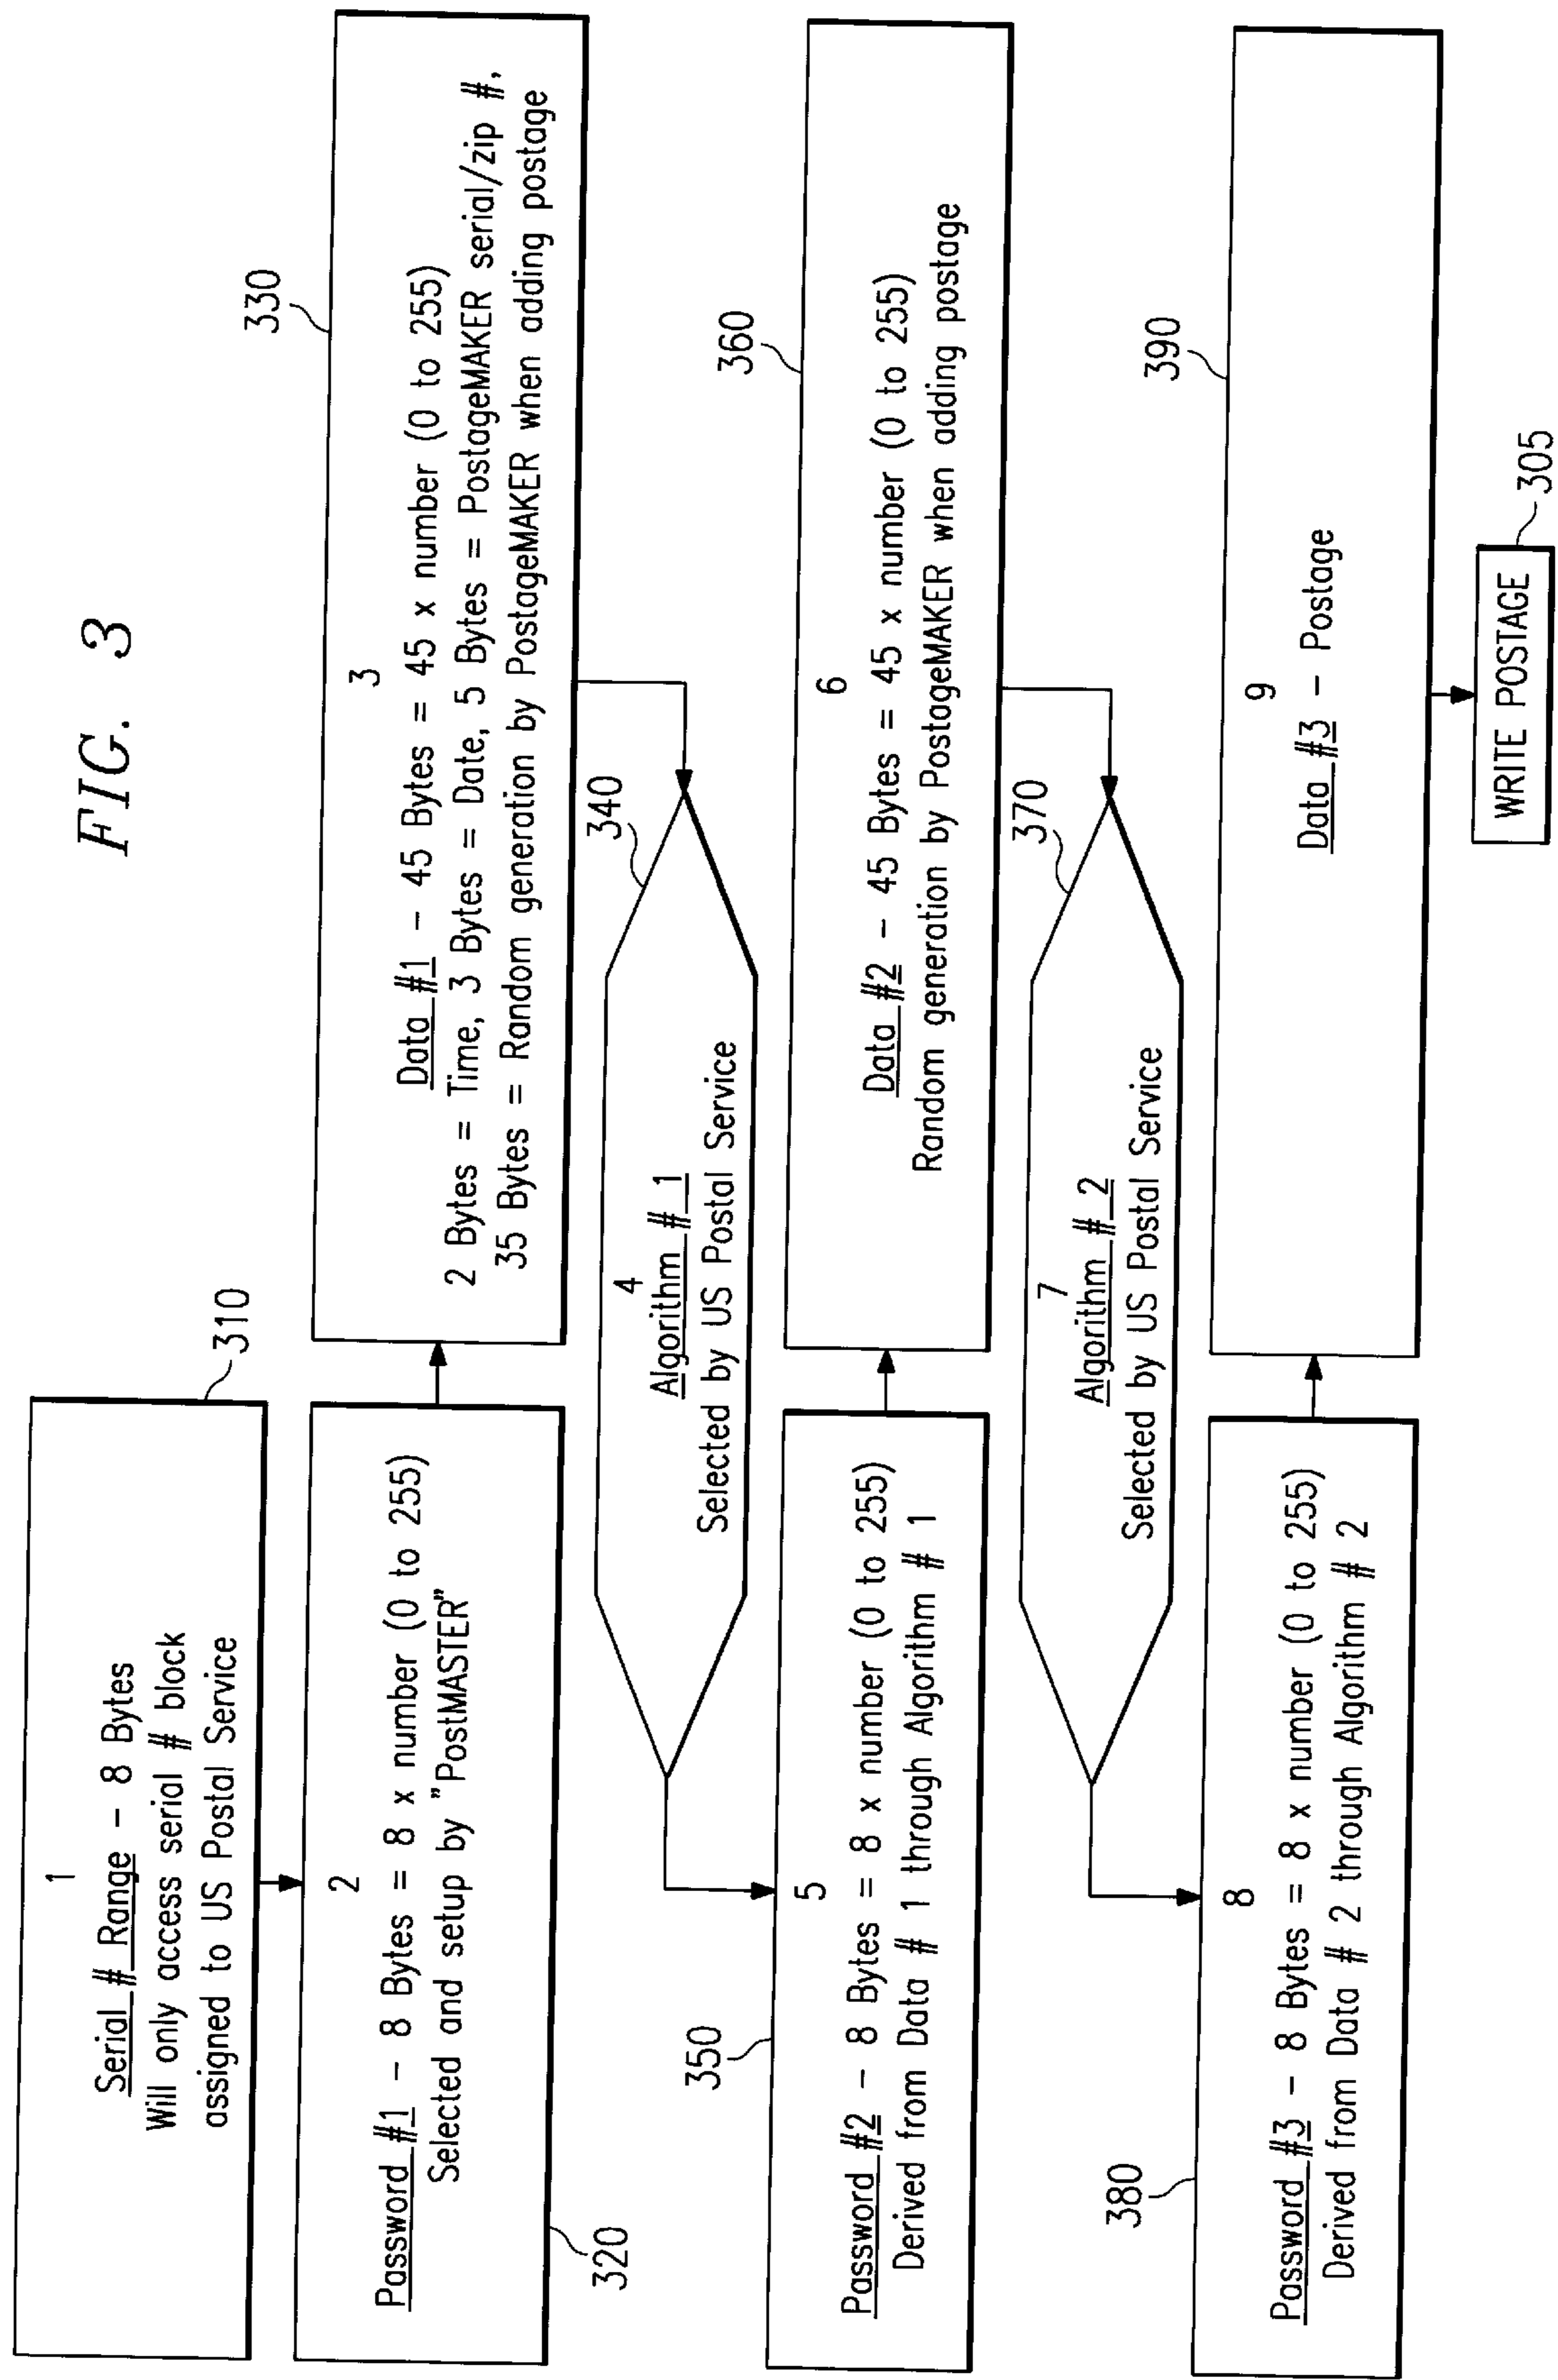 FIG. 3
1
Serial # Range - 8 Bytes
Will only access serial # block
assigned to US Postal Service
310
2
Password #1 - 8 Bytes = 8 x number (0 to 255)
Selected and setup by "PostMASTER"
320
330
3
Data #1 - 45 Bytes = 45 x number (0 to 255)
2 Bytes = Time, 3 Bytes = Date, 5 Bytes = PostageMAKER serial/zip #,
35 Bytes = Random generation by PostageMAKER when adding postage
340
4
Algorithm # 1
Selected by US Postal Service
350
5
Password #2 - 8 Bytes = 8 x number (0 to 255)
Derived from Data # 1 through Algorithm # 1
360
6
Data #2 - 45 Bytes = 45 x number (0 to 255)
Random generation by PostageMAKER when adding postage
370
7
Algorithm # 2
Selected by US Postal Service
380
8
Password #3 - 8 Bytes = 8 x number (0 to 255)
Derived from Data # 2 through Algorithm # 2
390
9
Data #3 - Postage
WRITE POSTAGE
305